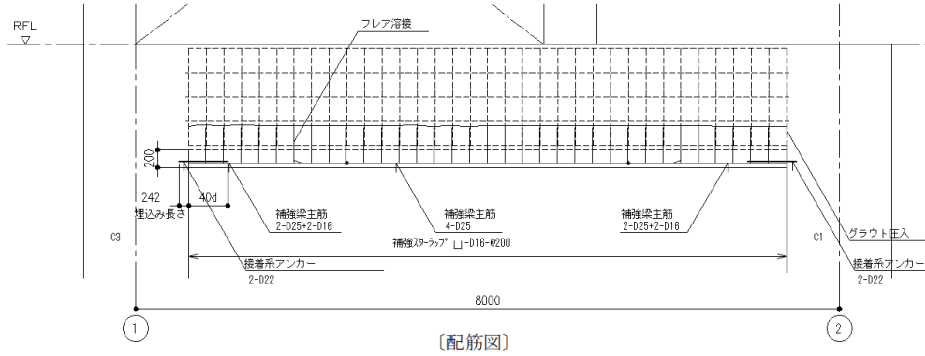 RFL
フレア溶接
200
242
40d
埋込み長さ
補強梁主筋
2-D25+2-D16
補強梁主筋
4-D25
補強梁主筋
2-D25+2-D16
C3
C1
グラウト圧入
補強スターラップ ⊔-D16-@200
接着系アンカー
2-D22
接着系アンカー
2-D22
8000
1
2
〔配筋図〕